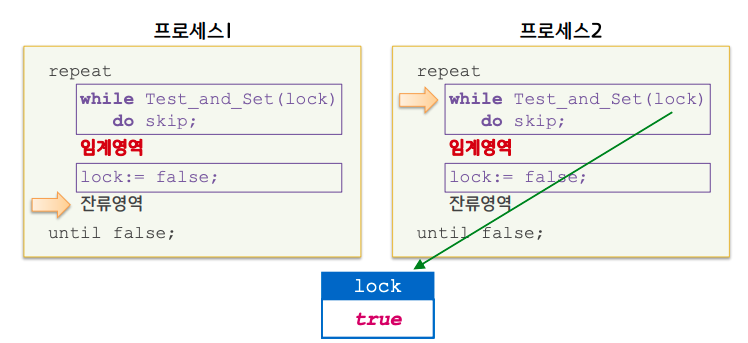 프로세스1
repeat
while Test_and_Set(lock)
do skip;
임계영역
lock:= false;
잔류영역
until false;
프로세스2
repeat
while Test_and_Set(lock)
do skip;
임계영역
lock:= false;
잔류영역
until false;
lock
true